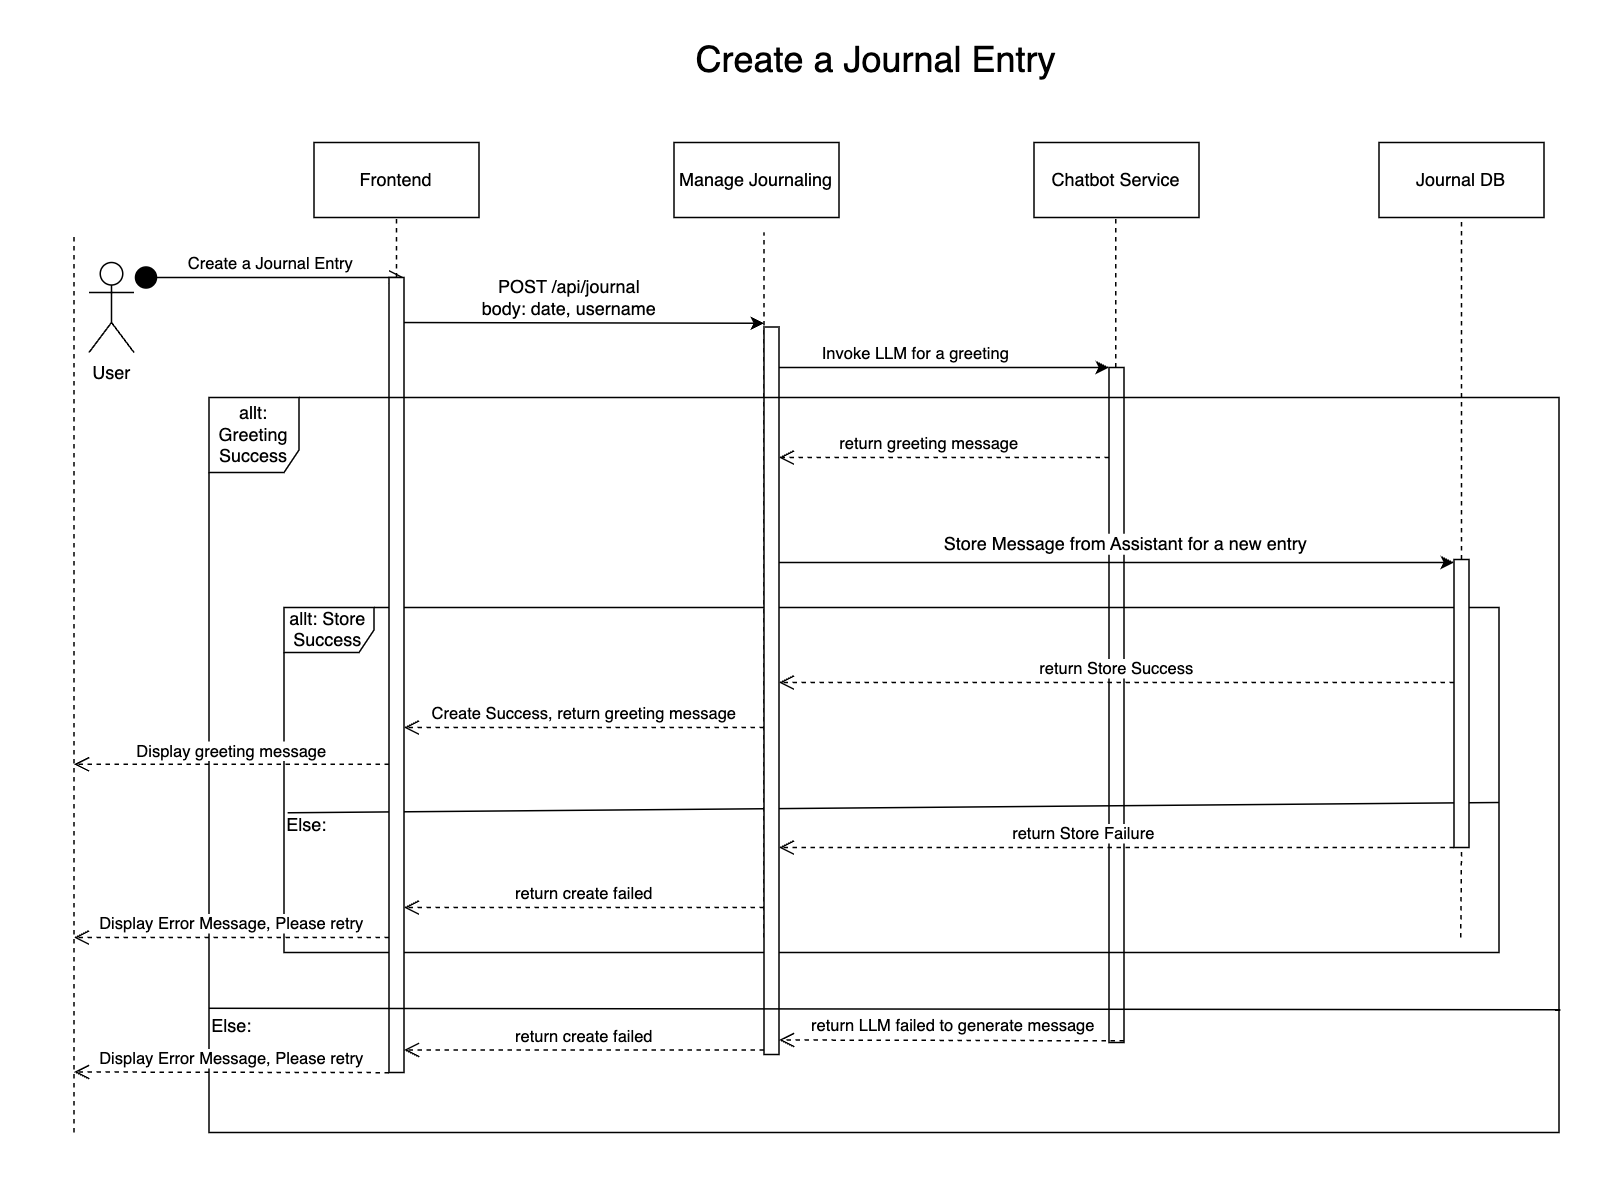 Create a Journal Entry
Frontend
Manage Journaling
Chatbot Service
Journal DB
Create a Journal Entry
User
POST /api/journal
body: date, username
Invoke LLM for a greeting
allt:
Greeting
Success
return greeting message
Store Message from Assistant for a new entry
allt: Store
Success
return Store Success
Create Success, return greeting message
Display greeting message
Else:
return Store Failure
return create failed
Display Error Message, Please retry
Else:
return LLM failed to generate message
return create failed
Display Error Message, Please retry